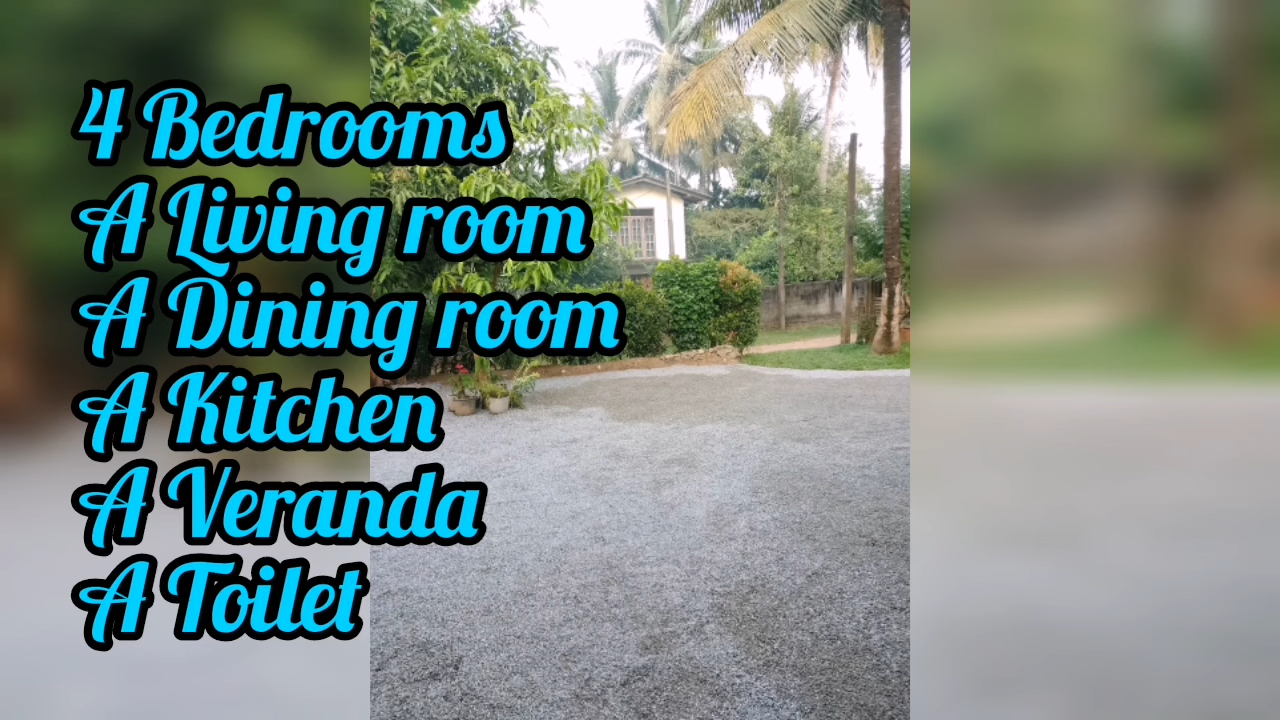 4 Bedrooms
A Living room
A Dining room
A Kitchen
A Veranda
A Toilet